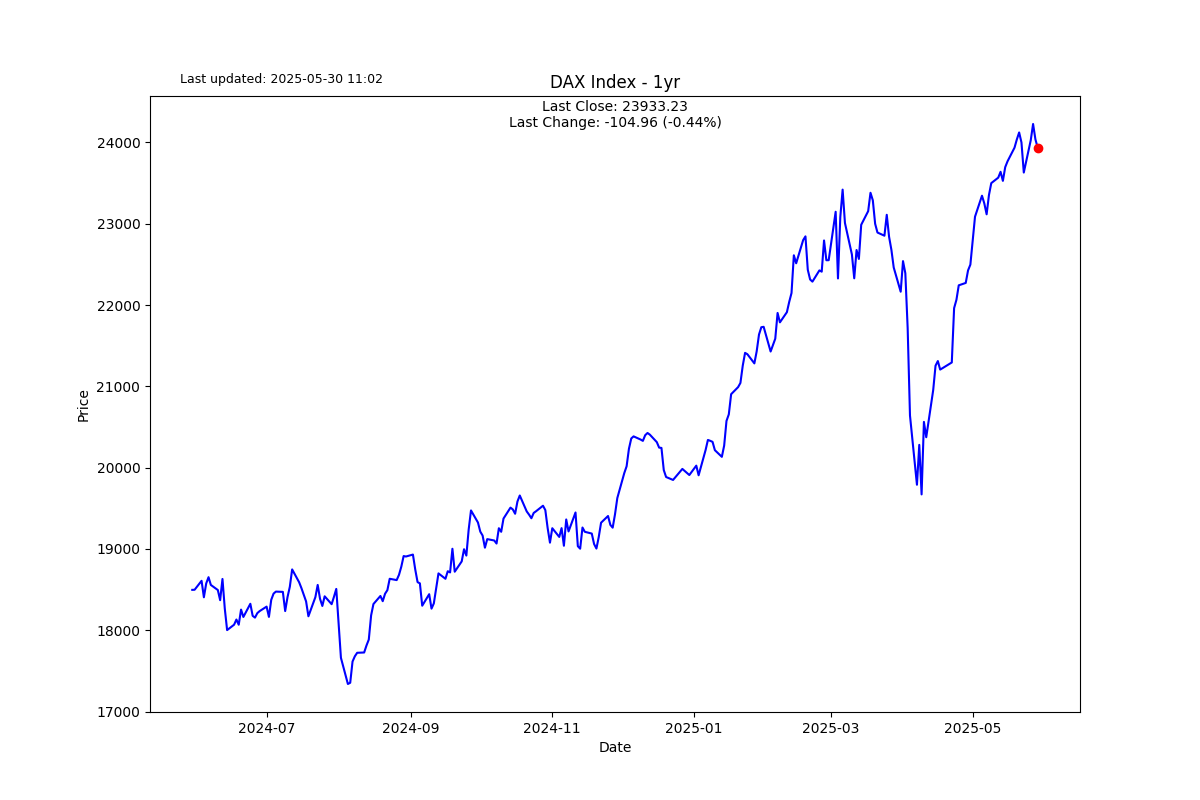 Last updated: 2025-05-30 11:02
DAX Index - 1yr
Last Close: 23933.23
Last Change: -104.96 (-0.44%)
24000
23000
22000
21000
20000
19000
18000
17000
Price
2024-07
2024-09
2024-11
2025-01
2025-03
2025-05
Date